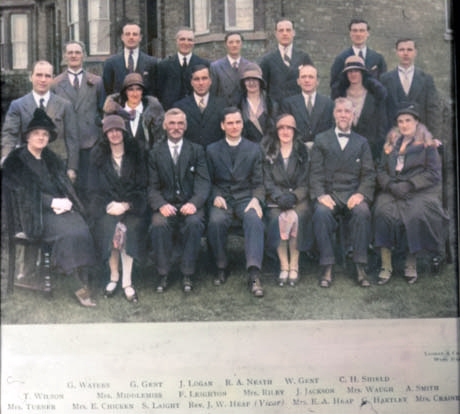 G. WATERS G. GENT J. LOGAN R. A. NEATH W. GENT C. H. SHIELD
T. WILSON MRS. MIDDLEMISS F. LEIGHTON MRS. RILEY J. JACKSON MRS. WAUGH A. SMITH
MRS. TURNER MRS. E. CHICKEN S. LAIGHT REV. J. W. HEAP (Vicar) MRS. R. A. HEAP G. HARTLEY MRS.